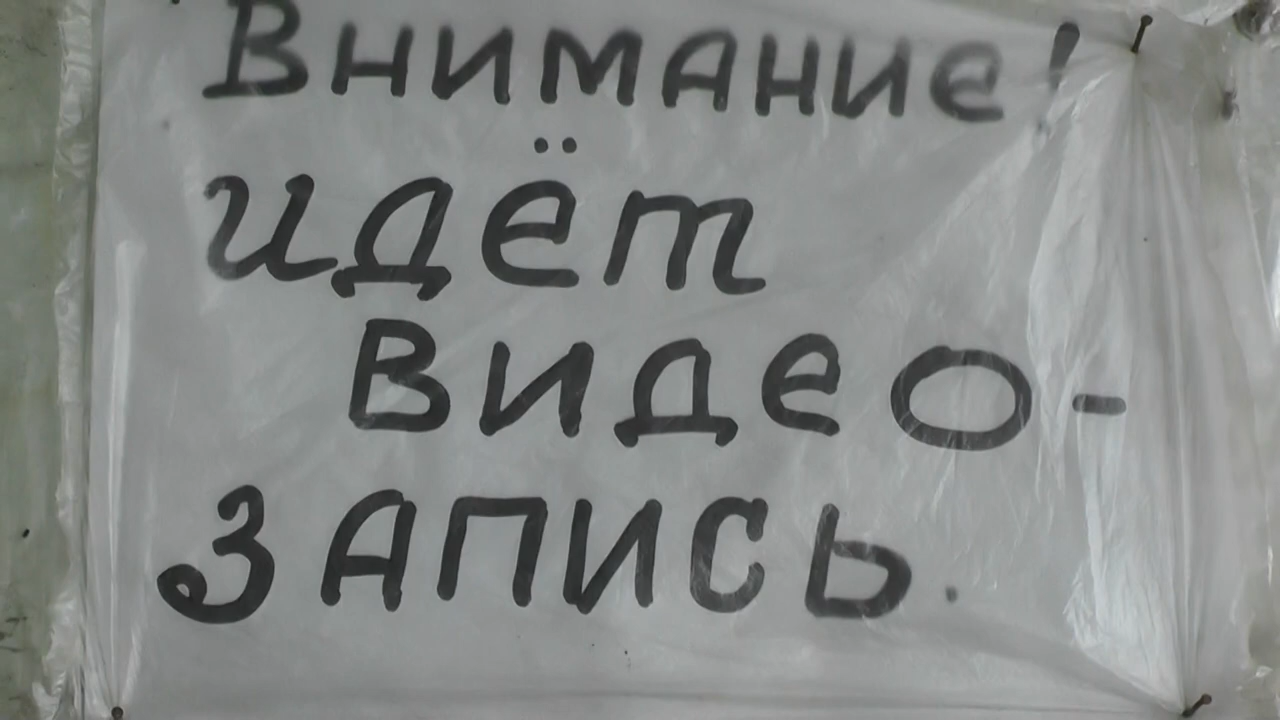 Внимание!
идёт
видео-
запись.